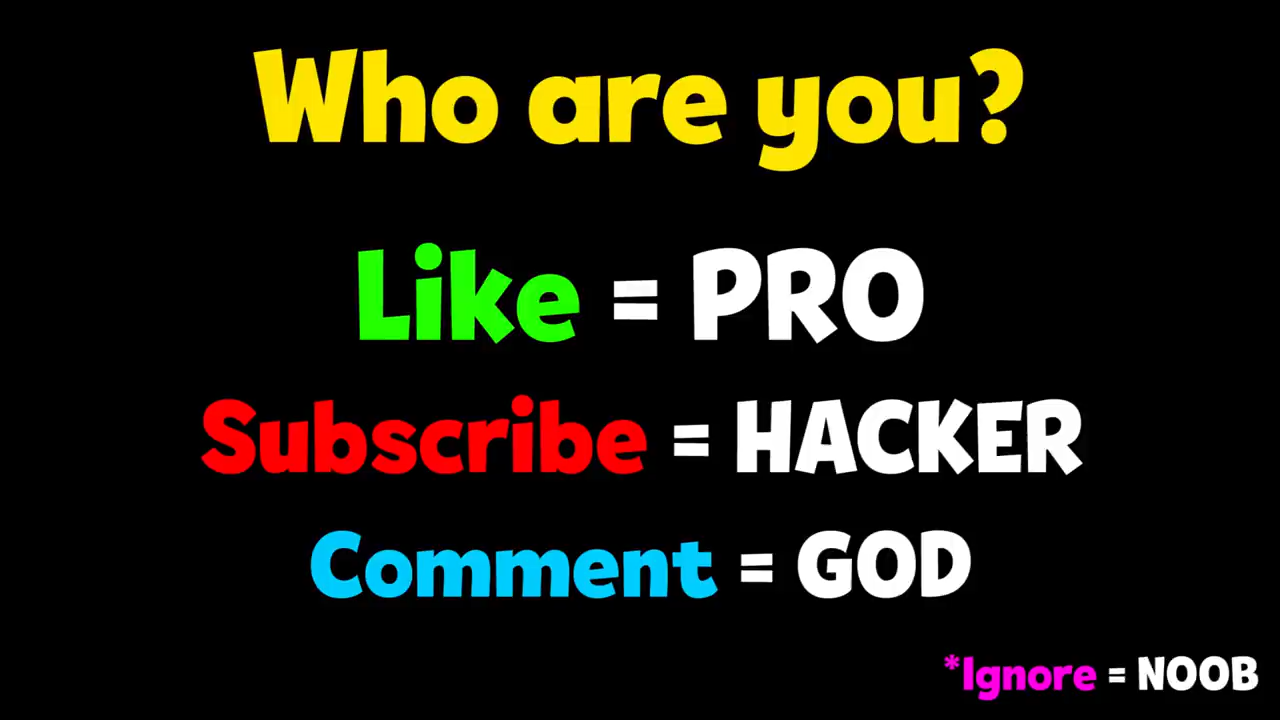 Who are you?
Like = PRO
Subscribe = HACKER
Comment = GOD
*Ignore = NOOB